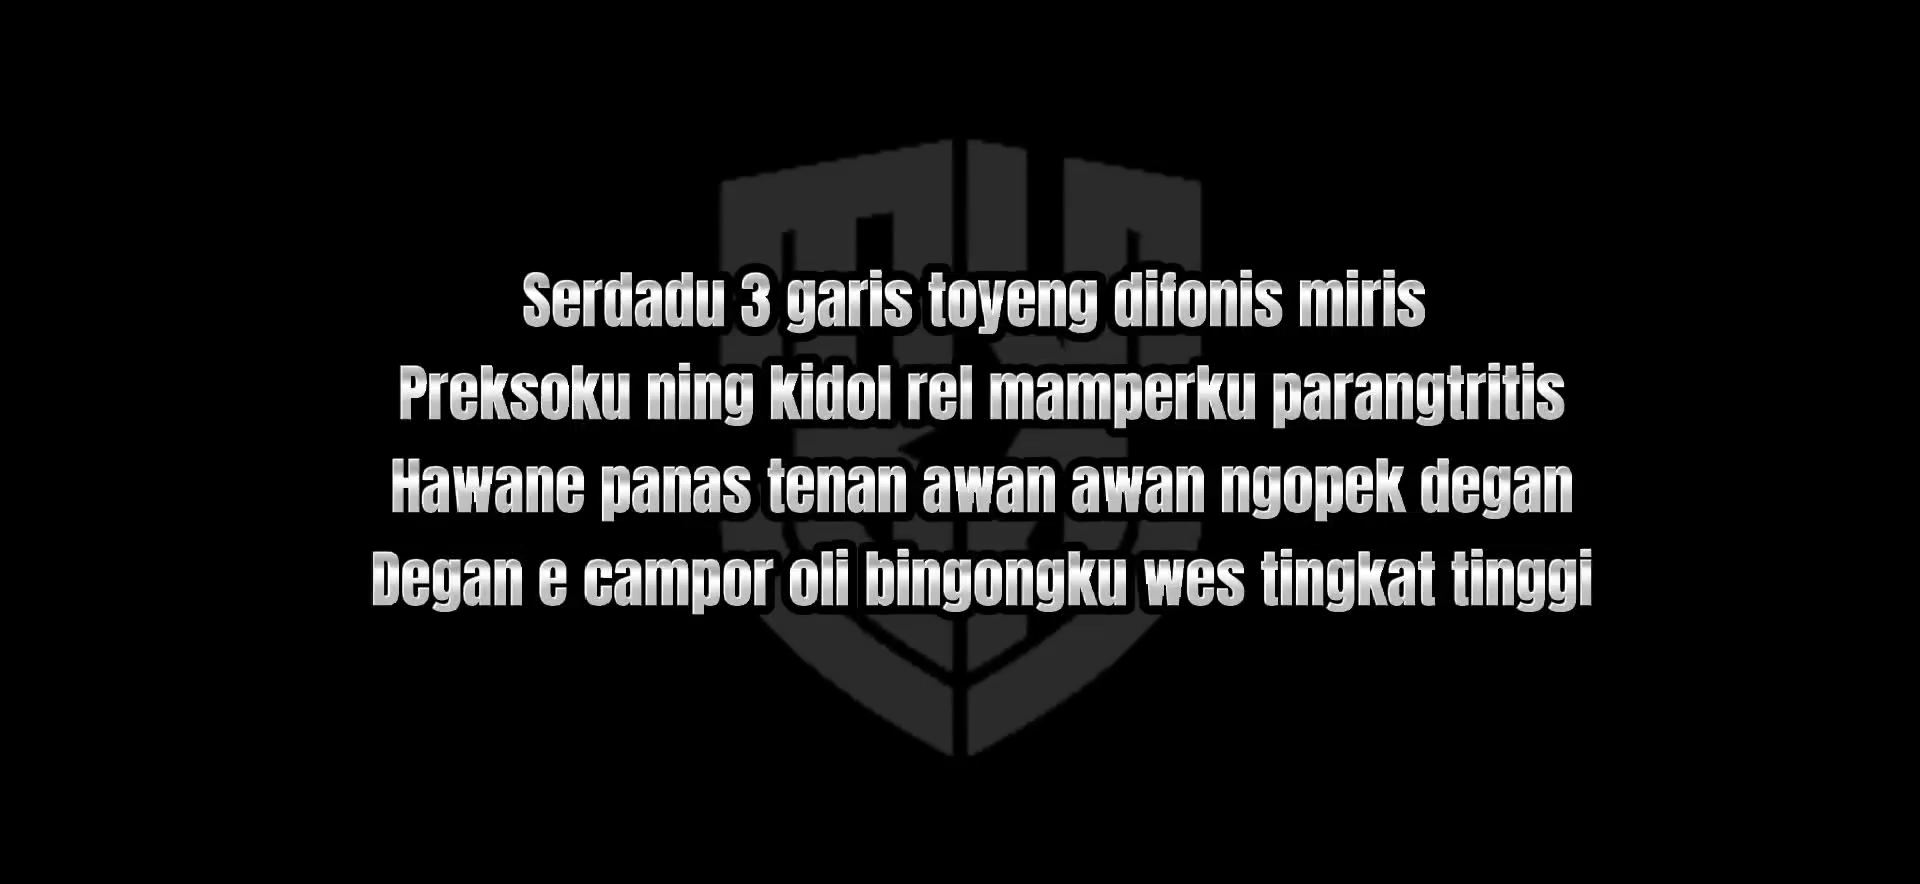 Serdadu 3 garis toyeng difonis miris
Preksoku ning kidol rel mamperku parangtritis
Hawane panas tenan awan awan ngopek degan
Degan e campor oli bingongku wes tingkat tinggi